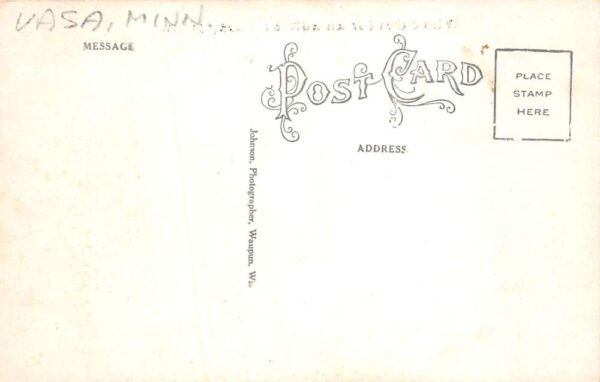 VASA, MINN.
MESSAGE
POST CARD
PLACE
STAMP
HERE
ADDRESS
Johnson, Photographer, Waupun, Wis.